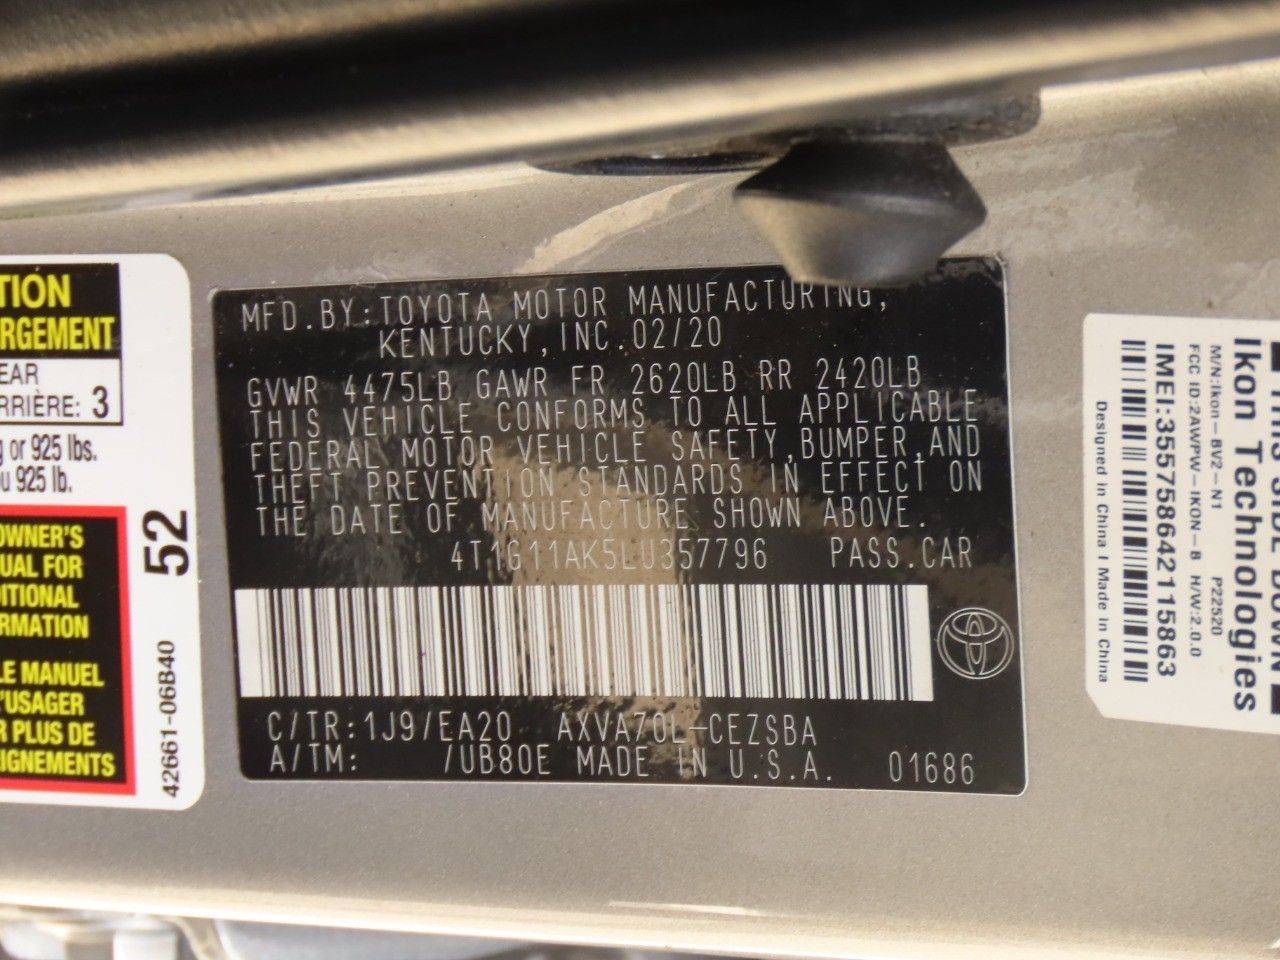 TION
RGEMENT
EAR
RRIÈRE: 3
or 925 lbs.
925 lb.
OWNER'S
UAL FOR
ITIONAL
RMATION
LE MANUEL
'USAGER
R PLUS DE
IGNEMENTS
52
42661-06B40
MFD.BY:TOYOTA MOTOR MANUFACTURING,
KENTUCKY,INC.02/20
GVWR 4475LB GAWR FR 2620LB RR 2420LB
THIS VEHICLE CONFORMS TO ALL APPLICABLE
FEDERAL MOTOR VEHICLE SAFETY,BUMPER,AND
THEFT PREVENTION STANDARDS IN EFFECT ON
THE DATE OF MANUFACTURE SHOWN ABOVE.
4T1G11AK5LU357796 PASS.CAR
C/TR:1J9/EA20 AXVA70L-CEZSBA
A/TM: /UB80E MADE IN U.S.A. 01686
THIS SIDE DOWN
Ikon Technologies
M/N:IIkon-BV2-N1 P22520
FCC ID:2AWPW-IKON-B H/W:2.0.0
IMEI:355758642115863
Designed in China I Made in China